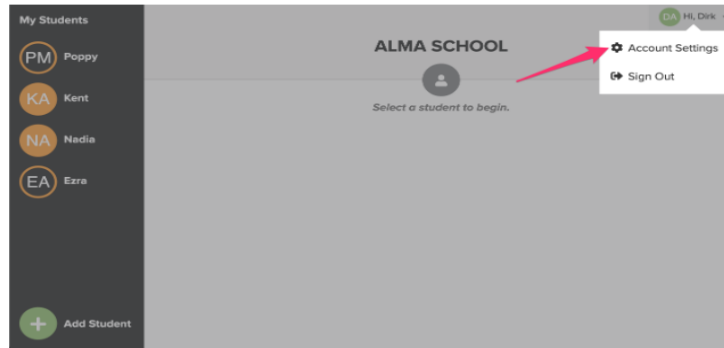 My Students
PM Poppy
KA Kent
NA Nadia
EA Ezra
Add Student
DA Hi, Dirk
ALMA SCHOOL
Select a student to begin.
Account Settings
Sign Out